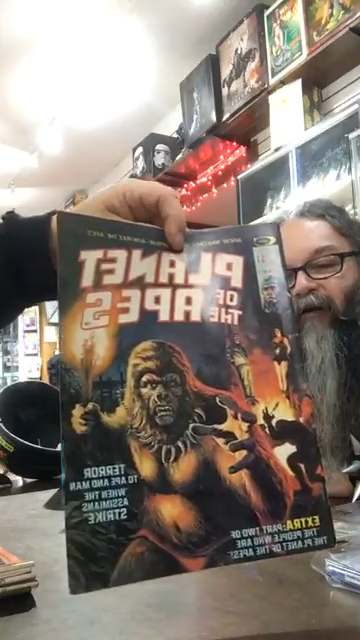 PLANET
OF
THE APES
TERROR
TO APE AND MAN
WHEN THE
ASSIMIANS
STRIKE
EXTRA: PART TWO OF
THE PEOPLE WHO ARE
THE PLANET OF THE APES!